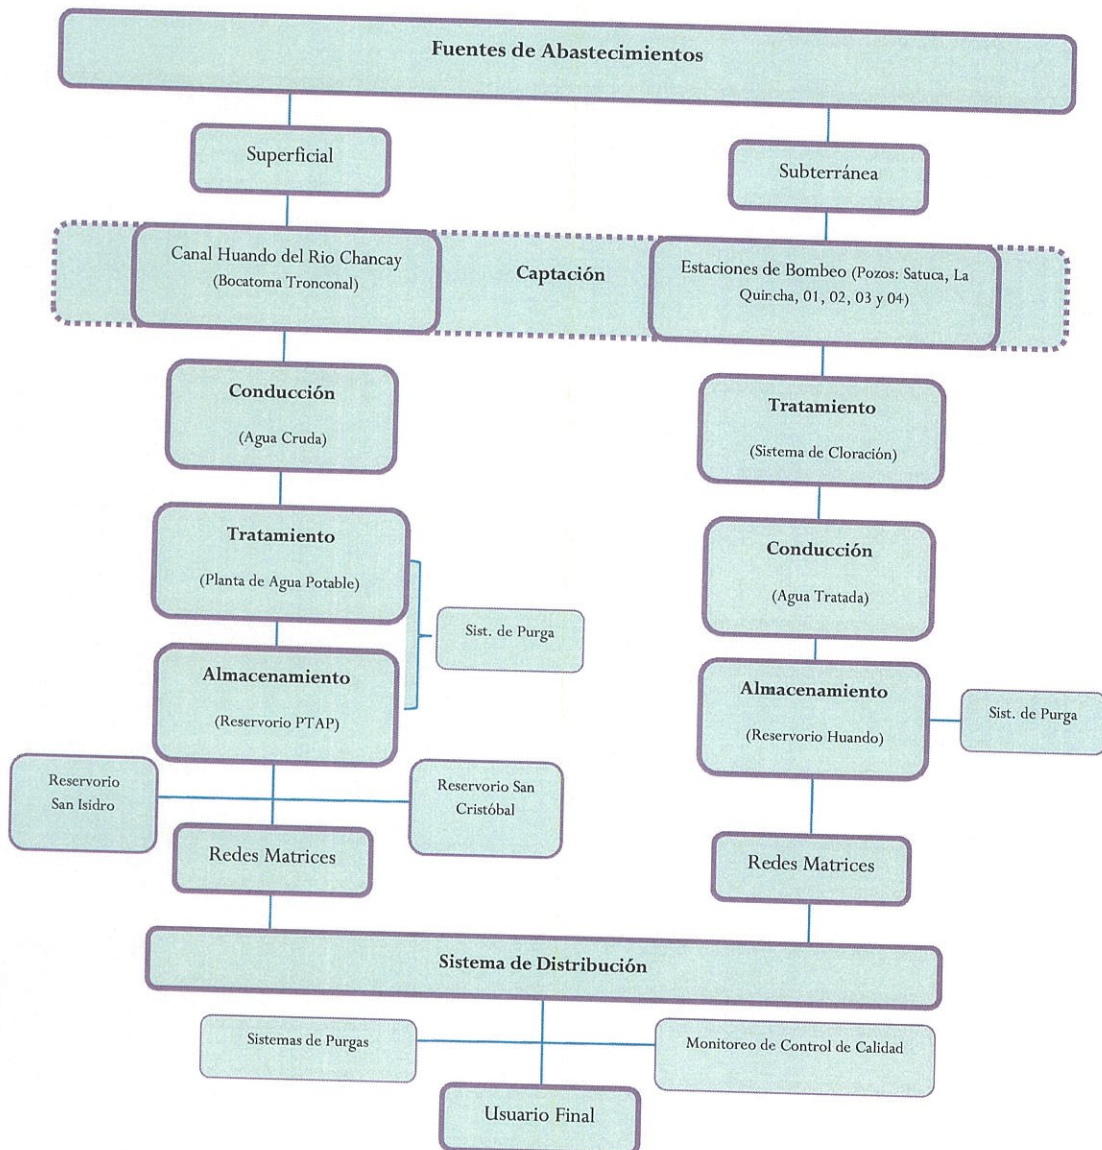 Fuentes de Abastecimientos
Superficial
Subterránea
Canal Huando del Rio Chancay
(Bocatoma Tronconal)
Captación
Estaciones de Bombeo (Pozos: Satuca, La
Quincha, 01, 02, 03 y 04)
Conducción
(Agua Cruda)
Tratamiento
(Sistema de Cloración)
Tratamiento
(Planta de Agua Potable)
Conducción
(Agua Tratada)
Sist. de Purga
Almacenamiento
(Reservorio PTAP)
Almacenamiento
(Reservorio Huando)
Sist. de Purga
Reservorio
San Isidro
Reservorio San
Cristóbal
Redes Matrices
Redes Matrices
Sistema de Distribución
Sistemas de Purgas
Monitoreo de Control de Calidad
Usuario Final